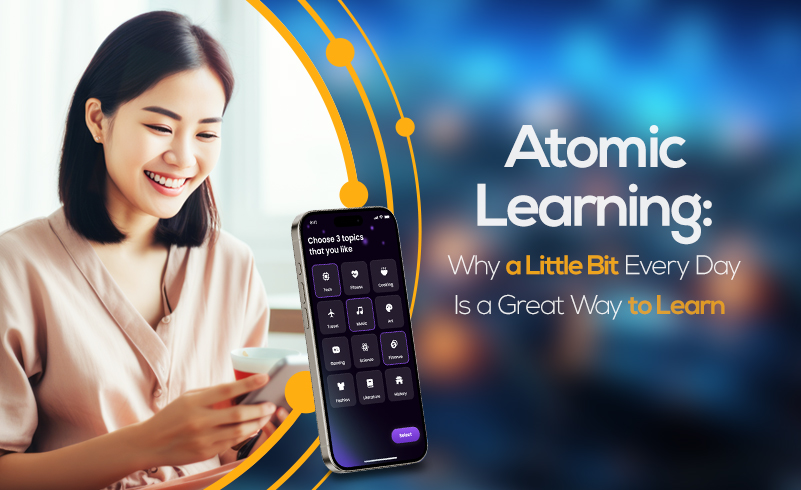 Atomic
Learning:
Why a Little Bit Every Day
Is a Great Way to Learn
Choose 3 topics
that you like
Tech
Fitness
Cooking
Travel
Music
Art
Gaming
Science
Finance
Fashion
Literature
History
Select